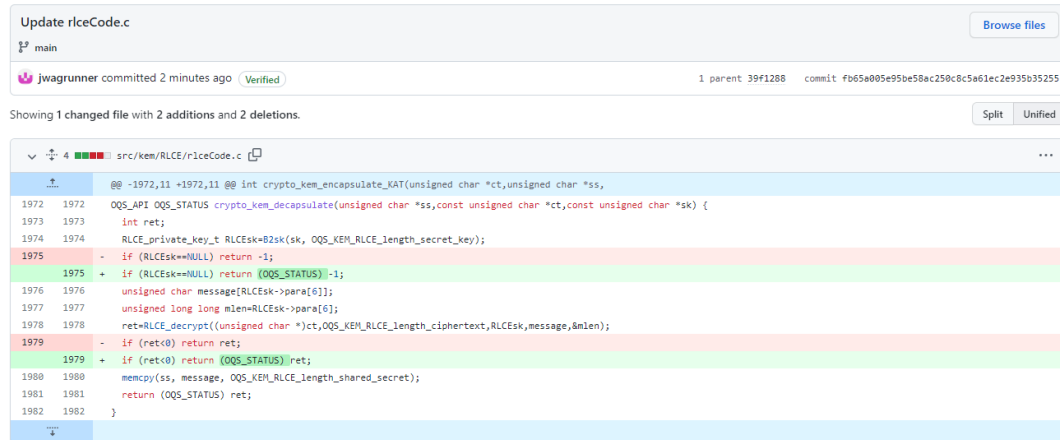 Update rlceCode.c
Browse files
main
jwagrunner committed 2 minutes ago Verified
1 parent 39f1288 commit fb65a005e95be58ac250c8c5a61ec2e935b35255
Showing 1 changed file with 2 additions and 2 deletions.
Split Unified
4 src/kem/RLCE/rlceCode.c
@@ -1972,11 +1972,11 @@ int crypto_kem_encapsulate_KAT(unsigned char *ct,unsigned char *ss,
1972 1972 OQS_API OQS_STATUS crypto_kem_decapsulate(unsigned char *ss,const unsigned char *ct,const unsigned char *sk) {
1973 1973 int ret;
1974 1974 RLCE_private_key_t RLCEsk=B2sk(sk, OQS_KEM_RLCE_length_secret_key);
1975 - if (RLCEsk==NULL) return -1;
1975 + if (RLCEsk==NULL) return (OQS_STATUS) -1;
1976 1976 unsigned char message[RLCEsk->para[6]];
1977 1977 unsigned long long mlen=RLCEsk->para[6];
1978 1978 ret=RLCE_decrypt((unsigned char *)ct,OQS_KEM_RLCE_length_ciphertext,RLCEsk,message,&mlen);
1979 - if (ret<0) return ret;
1979 + if (ret<0) return (OQS_STATUS) ret;
1980 1980 memcpy(ss, message, OQS_KEM_RLCE_length_shared_secret);
1981 1981 return (OQS_STATUS) ret;
1982 1982 }